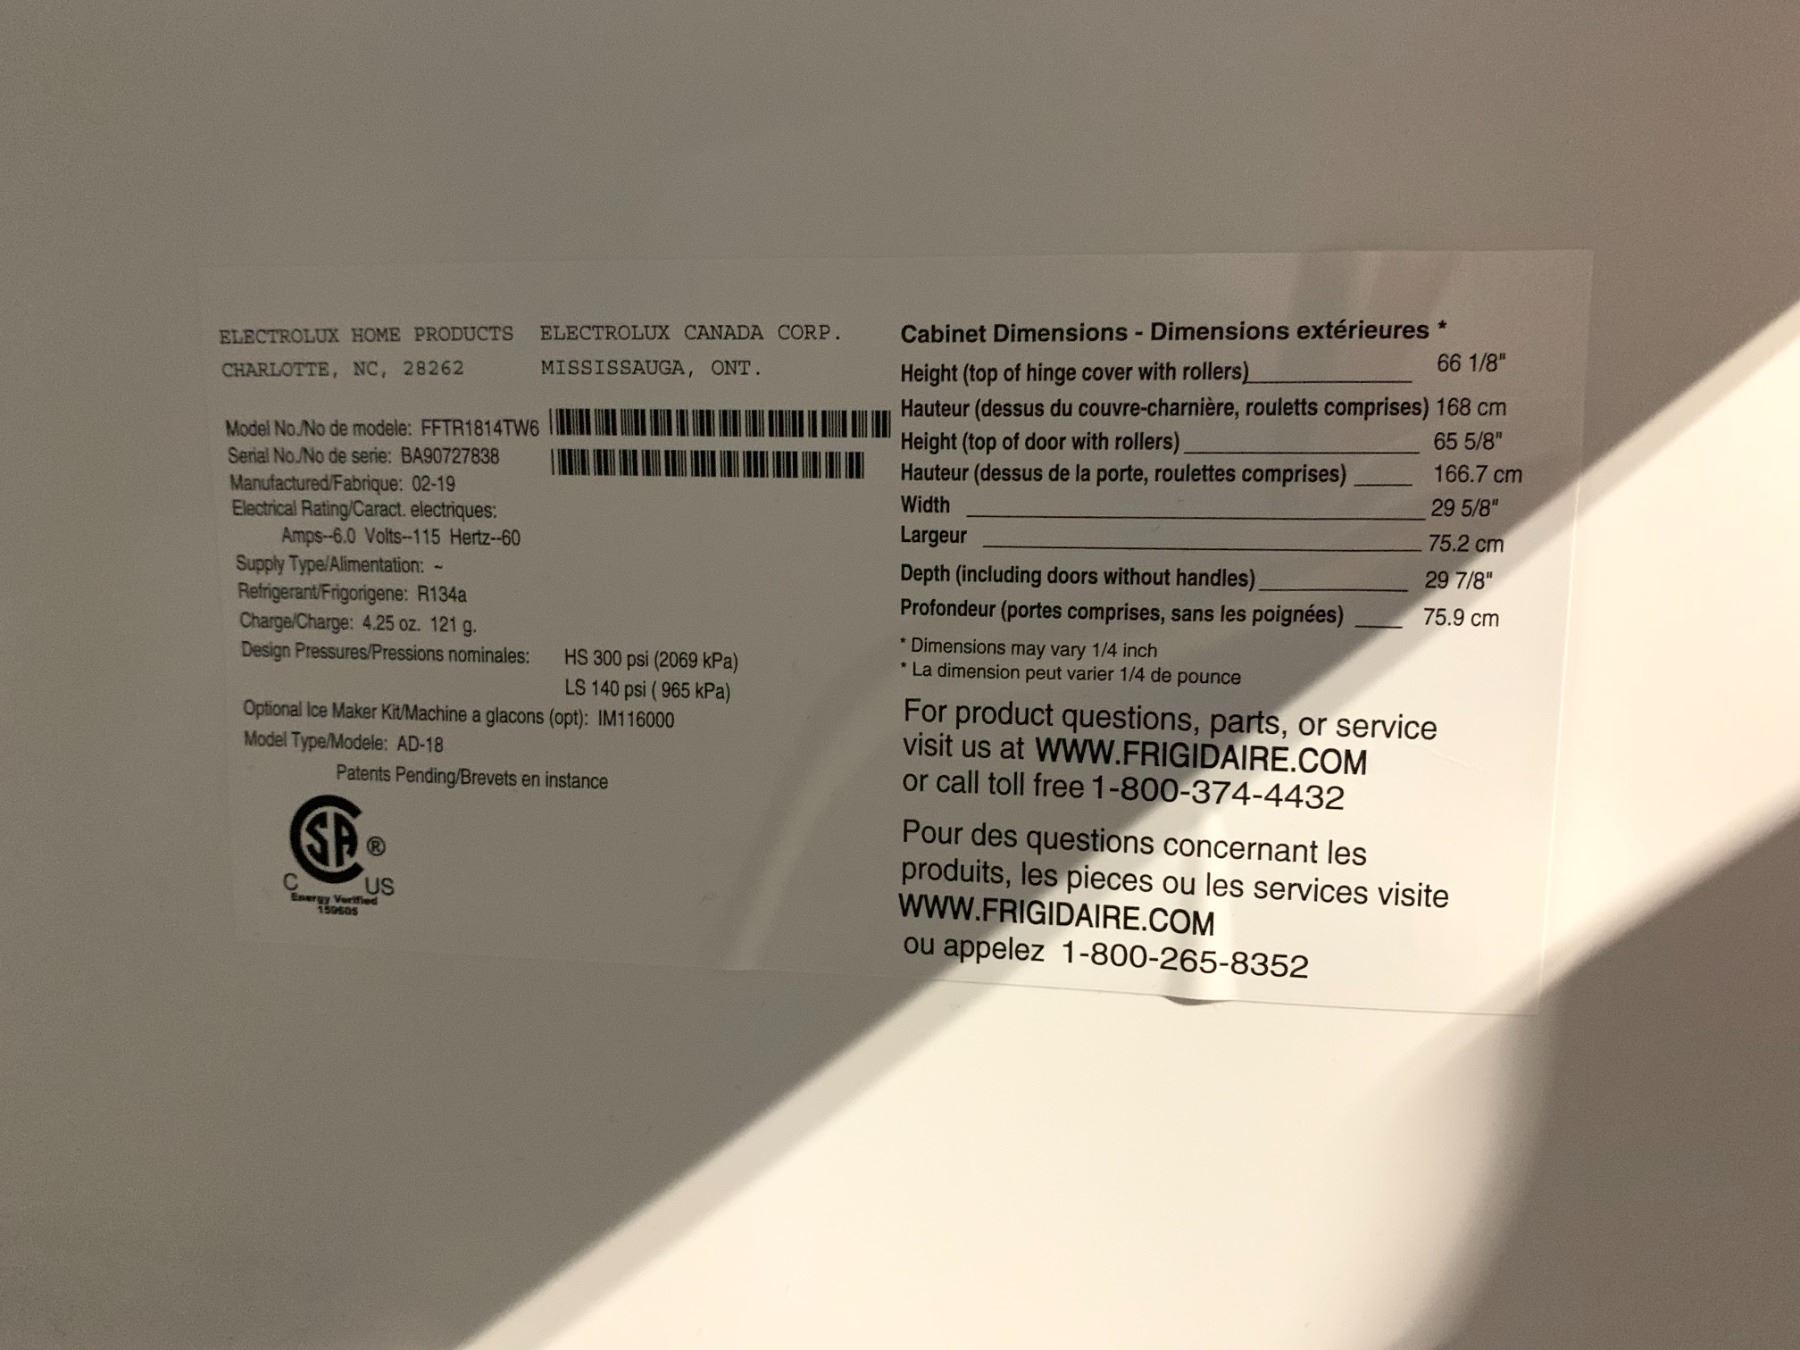 ELECTROLUX HOME PRODUCTS ELECTROLUX CANADA CORP.
CHARLOTTE, NC, 28262 MISSISSAUGA, ONT.
Model No./No de modele: FFTR1814TW6
Serial No./No de serie: BA90727838
Manufactured/Fabrique: 02-19
Electrical Rating/Caract. electriques:
Amps--6.0 Volts--115 Hertz--60
Supply Type/Alimentation: ~
Refrigerant/Frigorigene: R134a
Charge/Charge: 4.25 oz. 121 g.
Design Pressures/Pressions nominales: HS 300 psi (2069 kPa)
LS 140 psi ( 965 kPa)
Optional Ice Maker Kit/Machine a glacons (opt): IM116000
Model Type/Modele: AD-18
Patents Pending/Brevets en instance
SA ®
C US
Energy Verified
159605
Cabinet Dimensions - Dimensions extérieures *
Height (top of hinge cover with rollers) 66 1/8"
Hauteur (dessus du couvre-charnière, rouletts comprises) 168 cm
Height (top of door with rollers) 65 5/8"
Hauteur (dessus de la porte, roulettes comprises) 166.7 cm
Width 29 5/8"
Largeur 75.2 cm
Depth (including doors without handles) 29 7/8"
Profondeur (portes comprises, sans les poignées) 75.9 cm
* Dimensions may vary 1/4 inch
* La dimension peut varier 1/4 de pounce
For product questions, parts, or service
visit us at WWW.FRIGIDAIRE.COM
or call toll free 1-800-374-4432
Pour des questions concernant les
produits, les pieces ou les services visite
WWW.FRIGIDAIRE.COM
ou appelez 1-800-265-8352